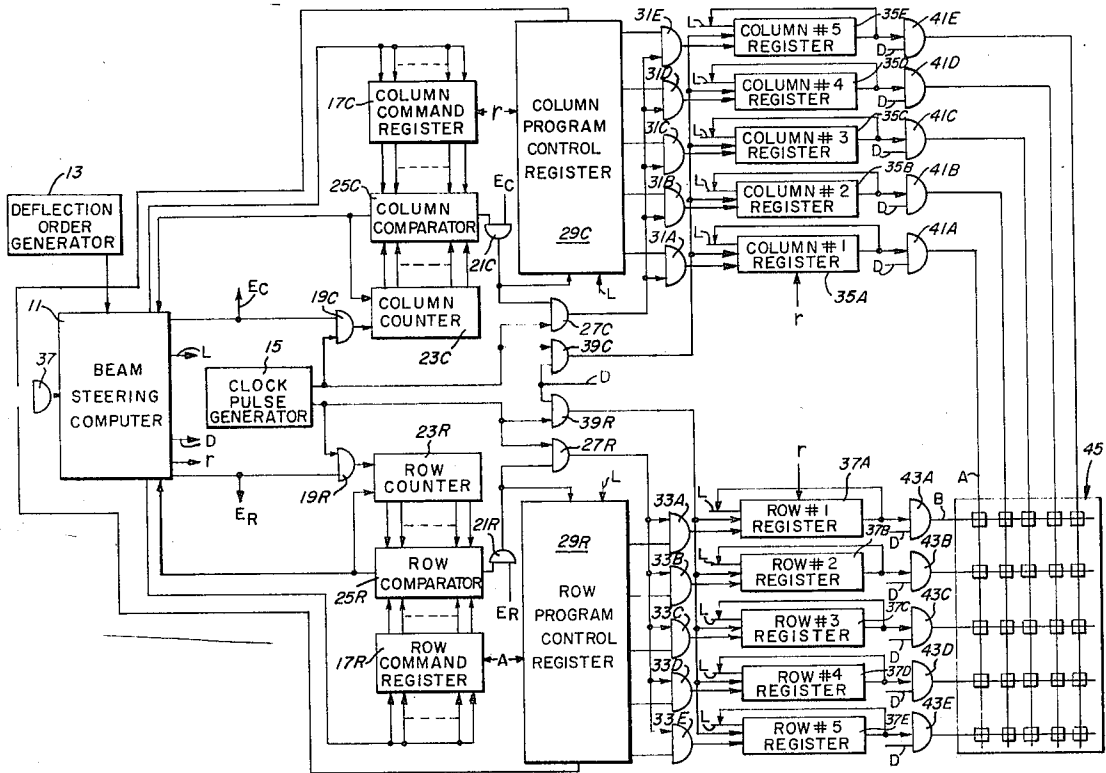 13
DEFLECTION
ORDER
GENERATOR
11
37
BEAM
STEERING
COMPUTER
E_C
L
D
r
E_R
15
CLOCK
PULSE
GENERATOR
17C
COLUMN
COMMAND
REGISTER
25C
COLUMN
COMPARATOR
E_C
21C
19C
COLUMN
COUNTER
23C
23R
ROW
COUNTER
19R
ROW
COMPARATOR
25R
21R
E_R
17R
ROW
COMMAND
REGISTER
r
COLUMN
PROGRAM
CONTROL
REGISTER
29C
L
27C
39C
D
39R
27R
L
A
29R
ROW
PROGRAM
CONTROL
REGISTER
31E
31D
31C
31B
31A
33A
33B
33C
33D
33E
L
COLUMN #5
REGISTER
35E
D
41E
L
COLUMN #4
REGISTER
35D
D
41D
L
COLUMN #3
REGISTER
35C
D
41C
L
COLUMN #2
REGISTER
35B
D
41B
L
COLUMN #1
REGISTER
35A
r
D
41A
r
L
ROW #1
REGISTER
37A
D
43A
L
ROW #2
REGISTER
37B
D
43B
L
ROW #3
REGISTER
37C
D
43C
L
ROW #4
REGISTER
37D
D
43D
L
ROW #5
REGISTER
37E
D
43E
A
B
45